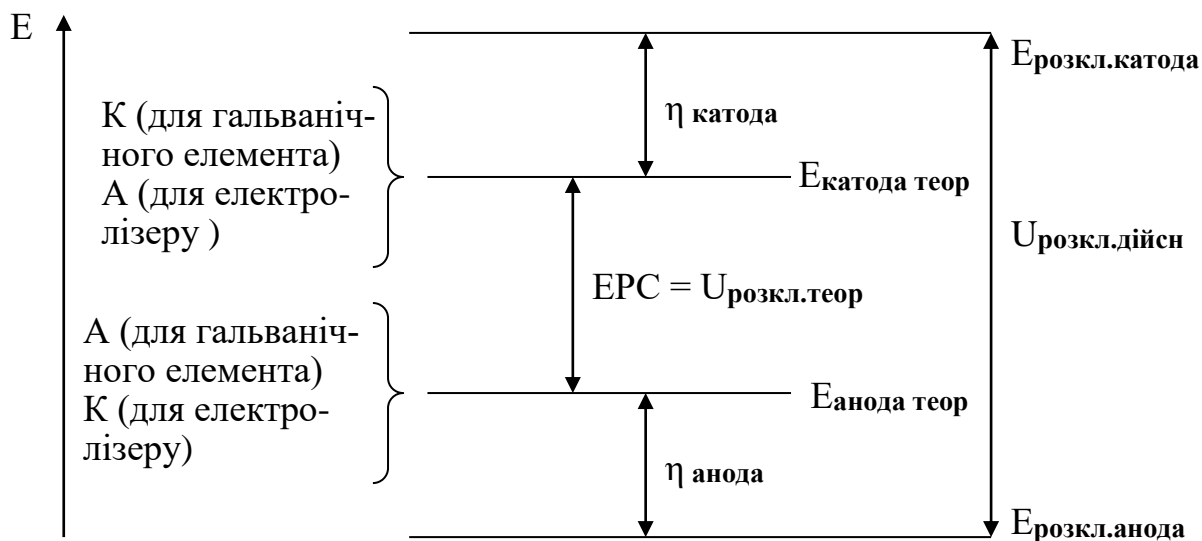 E
Eрозкл.катода
К (для гальваніч-
ного елемента)
А (для електро-
лізеру )
η катода
Eкатода теор
Uрозкл.дійсн
ЕРС = Uрозкл.теор
А (для гальваніч-
ного елемента)
К (для електро-
лізеру)
Eанода теор
η анода
Eрозкл.анода